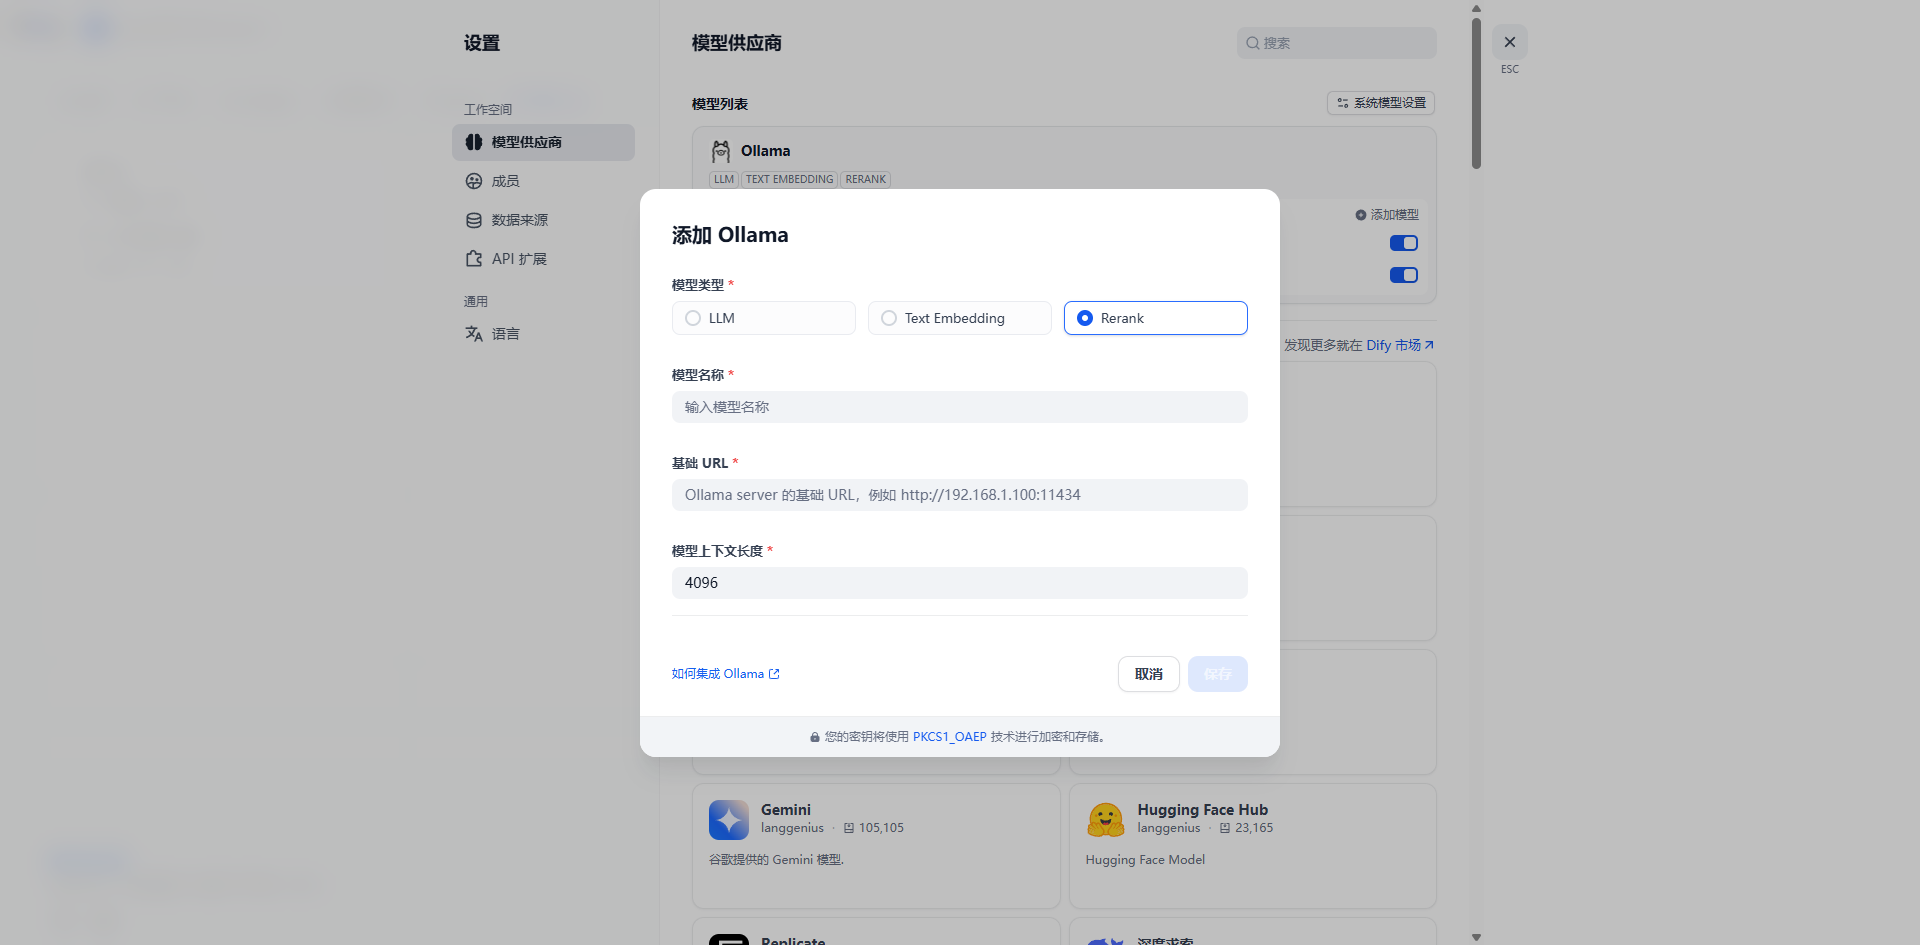 设置
工作空间
模型供应商
成员
数据来源
API 扩展
通用
语言
模型供应商
搜索
ESC
模型列表
系统模型设置
Ollama
LLM TEXT EMBEDDING RERANK
添加模型
发现更多就在 Dify 市场
添加 Ollama
模型类型 *
LLM
Text Embedding
Rerank
模型名称 *
输入模型名称
基础 URL *
Ollama server 的基础 URL，例如 http://192.168.1.100:11434
模型上下文长度 *
4096
如何集成 Ollama
取消
保存
您的密钥将使用 PKCS1_OAEP 技术进行加密和存储。
Gemini
langgenius · 105,105
谷歌提供的 Gemini 模型.
Hugging Face Hub
langgenius · 23,165
Hugging Face Model
Replicate
深度求索